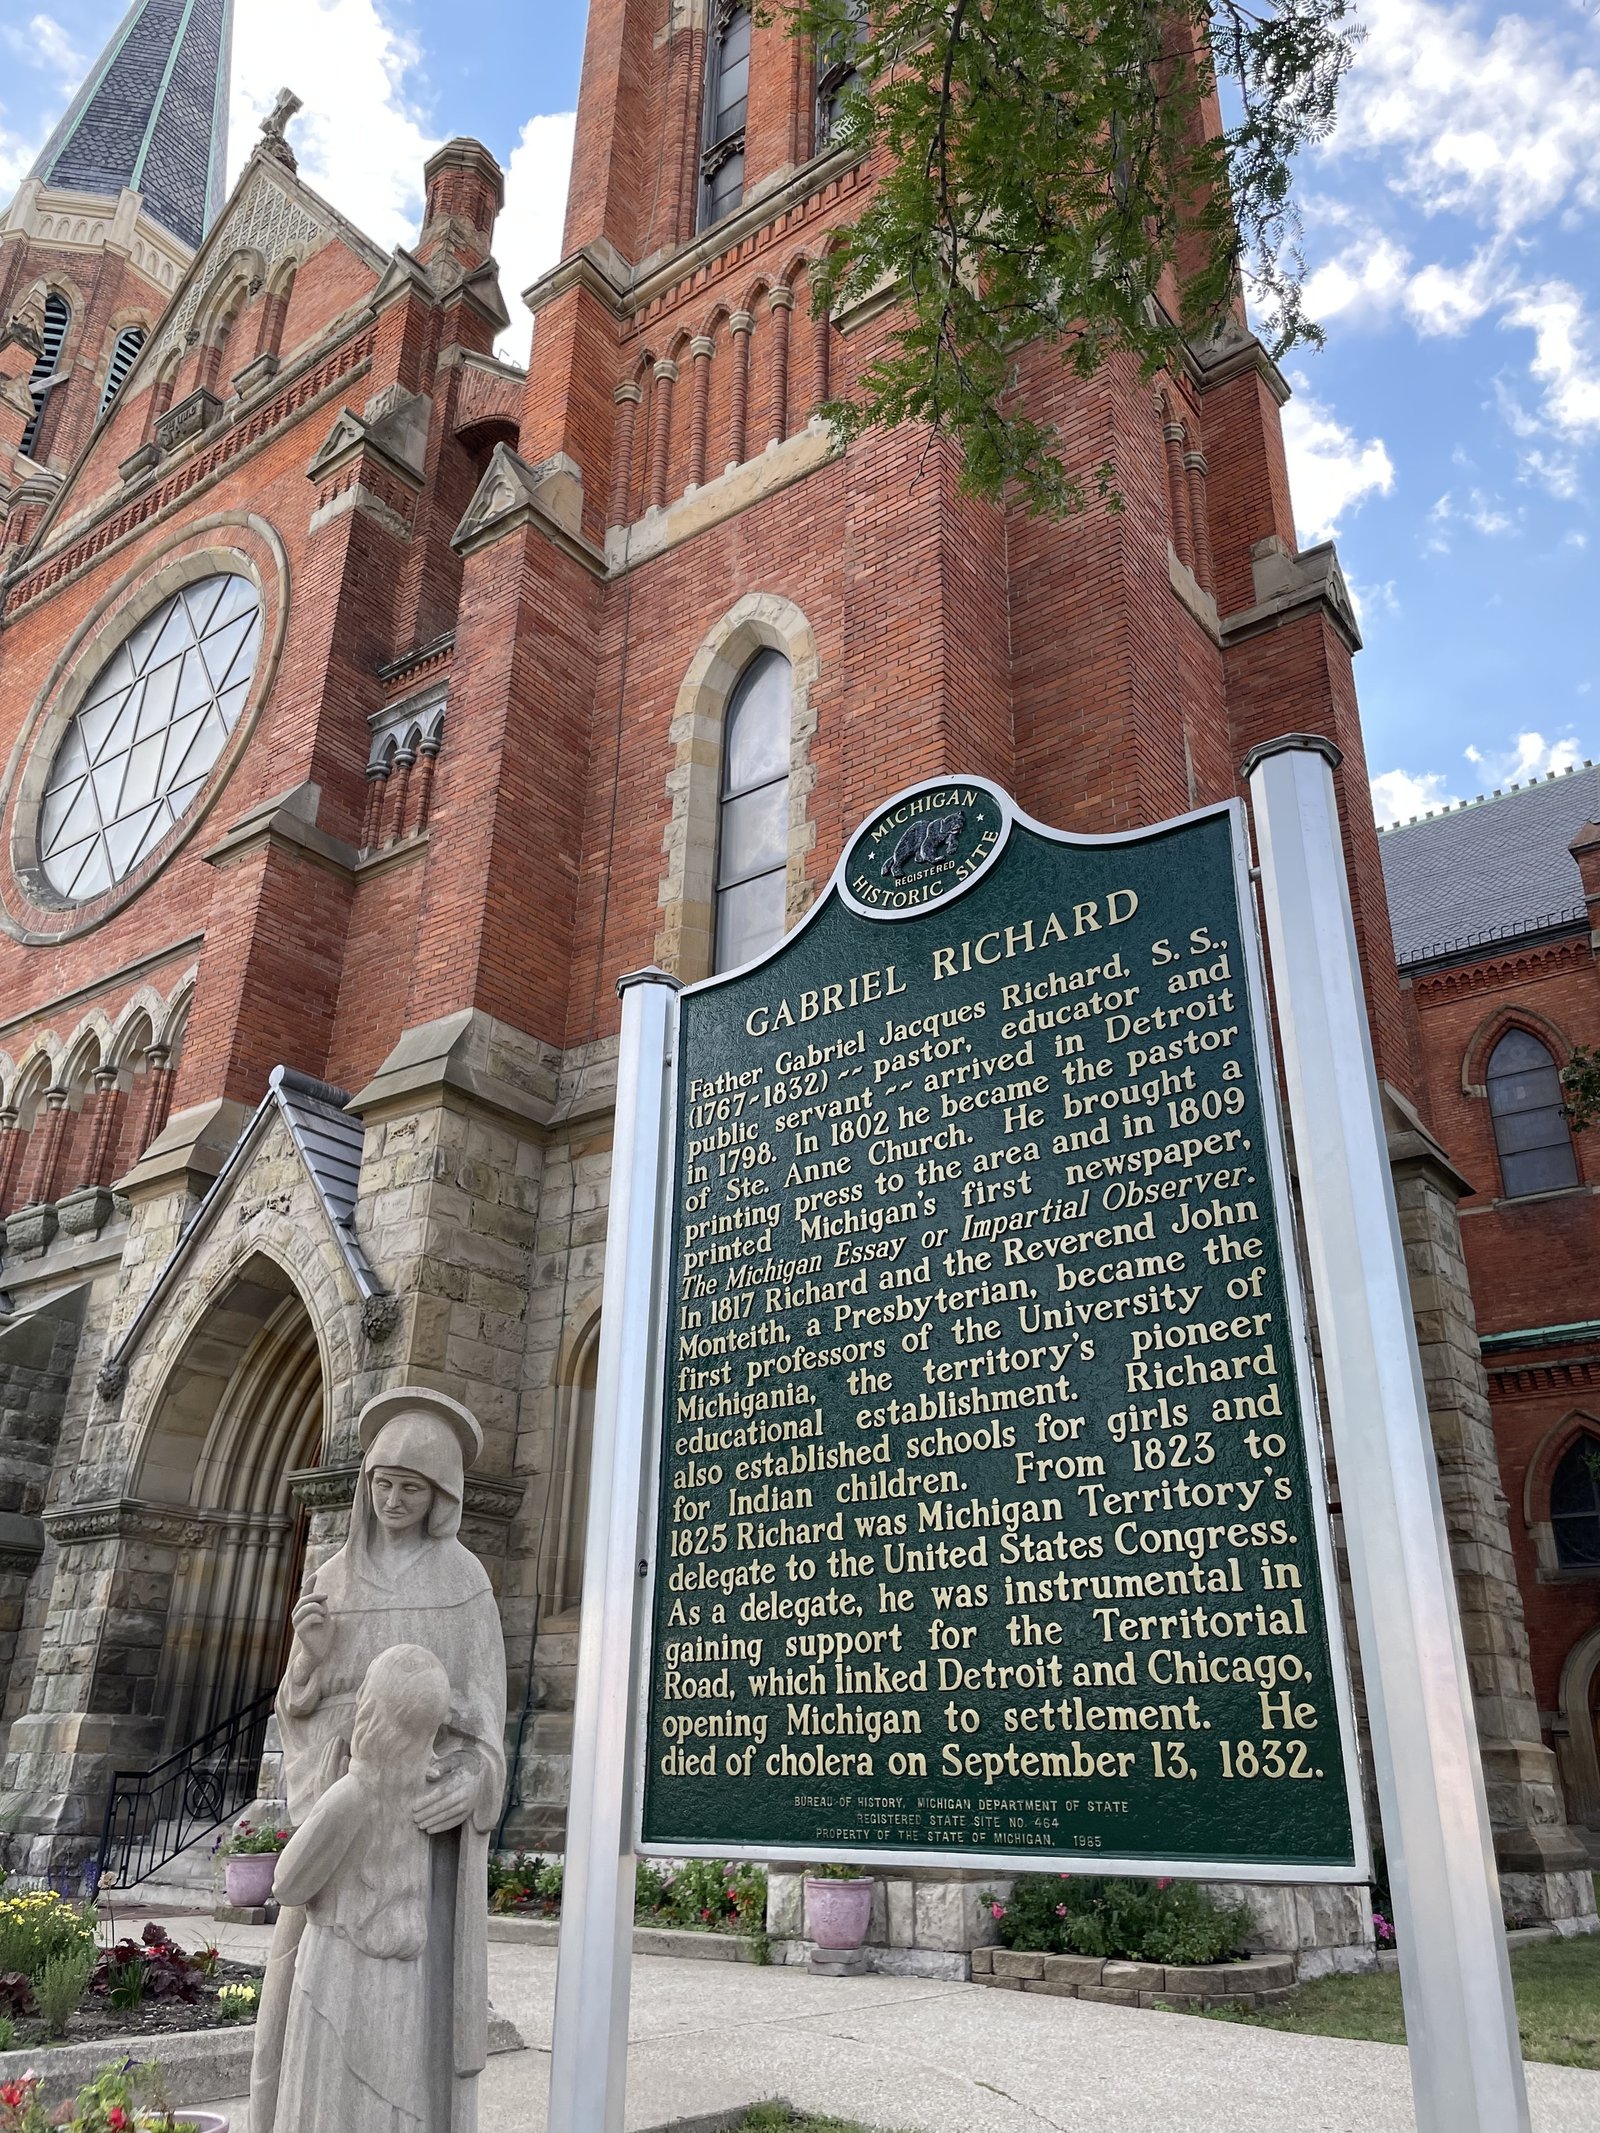 MICHIGAN
REGISTERED
HISTORIC SITE
GABRIEL RICHARD
Father Gabriel Jacques Richard, S. S.,
(1767-1832) -- pastor, educator and
public servant -- arrived in Detroit
in 1798. In 1802 he became the pastor
of Ste. Anne Church. He brought a
printing press to the area and in 1809
printed Michigan's first newspaper,
The Michigan Essay or Impartial Observer.
In 1817 Richard and the Reverend John
Monteith, a Presbyterian, became the
first professors of the University of
Michigania, the territory's pioneer
educational establishment. Richard
also established schools for girls and
for Indian children. From 1823 to
1825 Richard was Michigan Territory's
delegate to the United States Congress.
As a delegate, he was instrumental in
gaining support for the Territorial
Road, which linked Detroit and Chicago,
opening Michigan to settlement. He
died of cholera on September 13, 1832.
BUREAU OF HISTORY, MICHIGAN DEPARTMENT OF STATE
REGISTERED STATE SITE NO. 464
PROPERTY OF THE STATE OF MICHIGAN, 1985